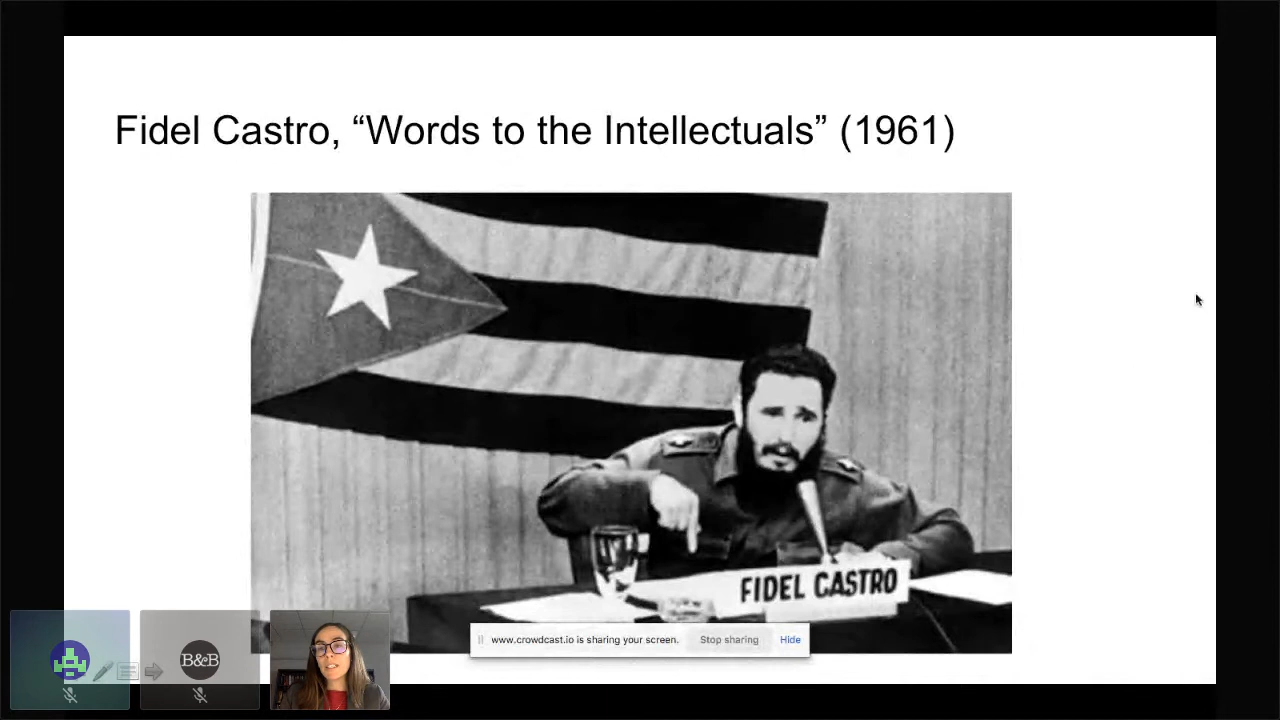 Fidel Castro, “Words to the Intellectuals” (1961)
FIDEL CASTRO
www.crowdcast.io is sharing your screen. Stop sharing Hide
B&B